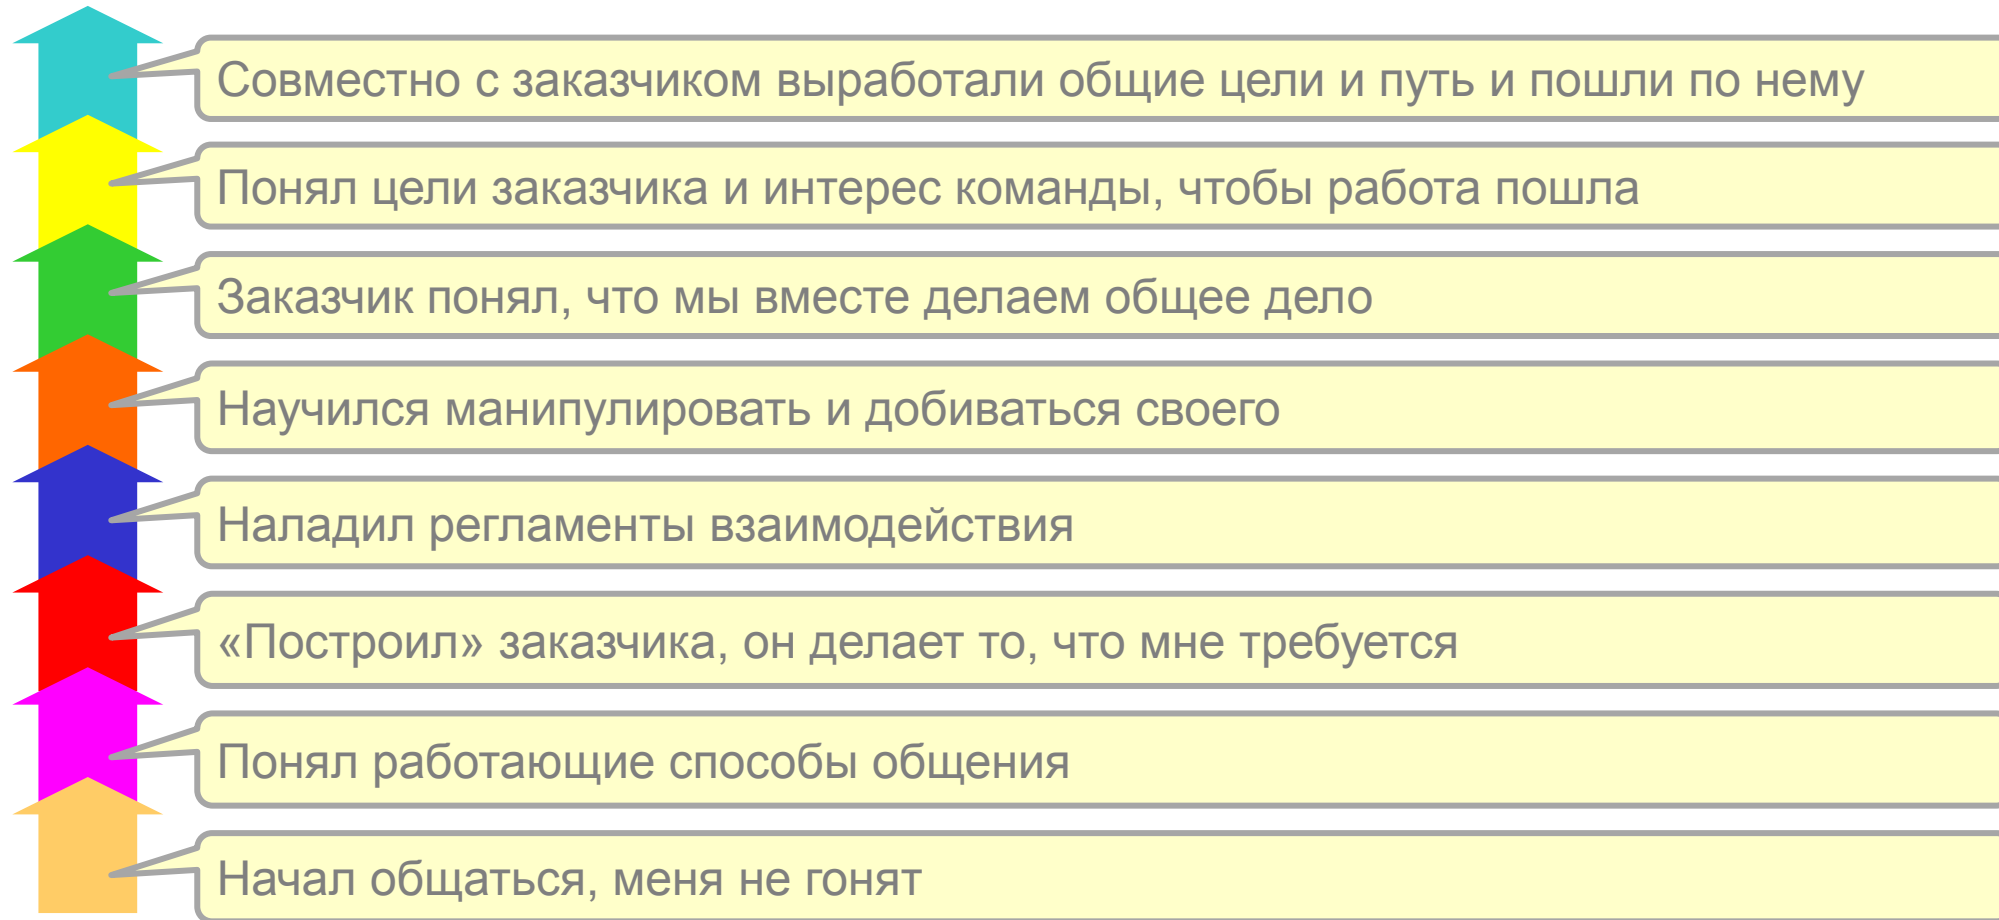 Совместно с заказчиком выработали общие цели и путь и пошли по нему
Понял цели заказчика и интерес команды, чтобы работа пошла
Заказчик понял, что мы вместе делаем общее дело
Научился манипулировать и добиваться своего
Наладил регламенты взаимодействия
«Построил» заказчика, он делает то, что мне требуется
Понял работающие способы общения
Начал общаться, меня не гонят